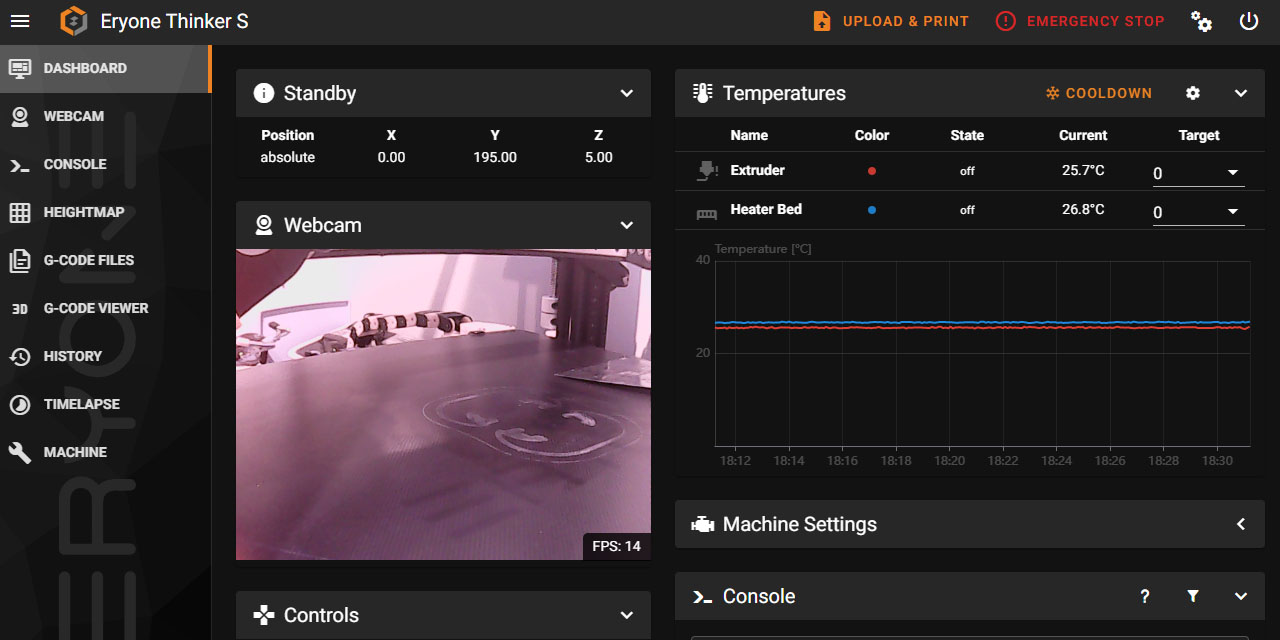 Eryone Thinker S
UPLOAD & PRINT
EMERGENCY STOP
DASHBOARD
WEBCAM
CONSOLE
HEIGHTMAP
G-CODE FILES
3D G-CODE VIEWER
HISTORY
TIMELAPSE
MACHINE
ERYONE
Standby
Position X Y Z
absolute 0.00 195.00 5.00
Webcam
FPS: 14
Controls
Temperatures
COOLDOWN
Name Color State Current Target
Extruder off 25.7°C 0
Heater Bed off 26.8°C 0
Temperature [°C]
40
20
18:12 18:14 18:16 18:18 18:20 18:22 18:24 18:26 18:28 18:30
Machine Settings
Console
?